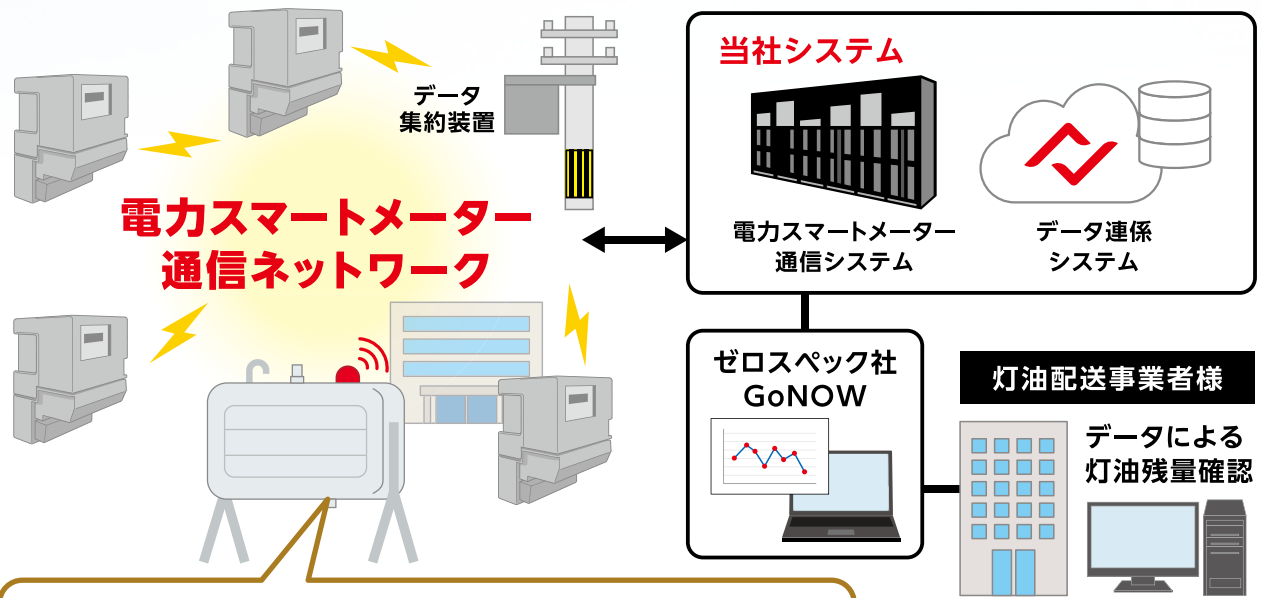 データ
集約装置
電力スマートメーター
通信ネットワーク
当社システム
電力スマートメーター
通信システム
データ連係
システム
ゼロスペック社
GoNOW
灯油配送事業者様
データによる
灯油残量確認